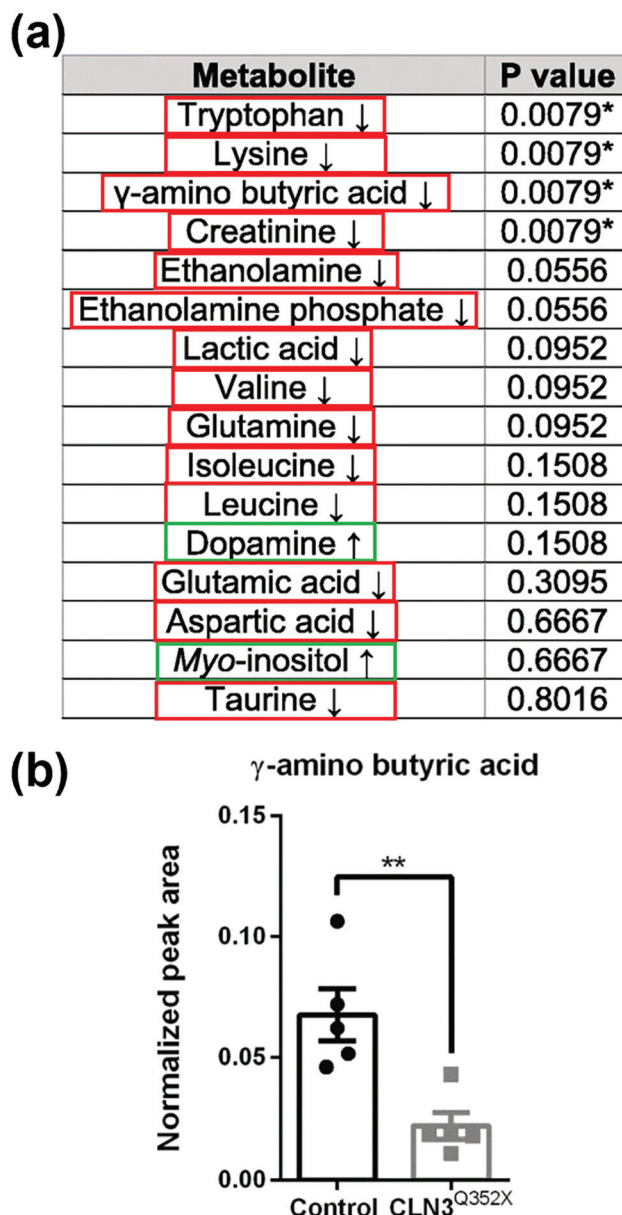 (a)
Metabolite P value
Tryptophan ↓ 0.0079*
Lysine ↓ 0.0079*
γ-amino butyric acid ↓ 0.0079*
Creatinine ↓ 0.0079*
Ethanolamine ↓ 0.0556
Ethanolamine phosphate ↓ 0.0556
Lactic acid ↓ 0.0952
Valine ↓ 0.0952
Glutamine ↓ 0.0952
Isoleucine ↓ 0.1508
Leucine ↓ 0.1508
Dopamine ↑ 0.1508
Glutamic acid ↓ 0.3095
Aspartic acid ↓ 0.6667
Myo-inositol ↑ 0.6667
Taurine ↓ 0.8016
(b)
γ-amino butyric acid
Normalized peak area
0.15
0.10
0.05
0.00
**
Control CLN3Q352X